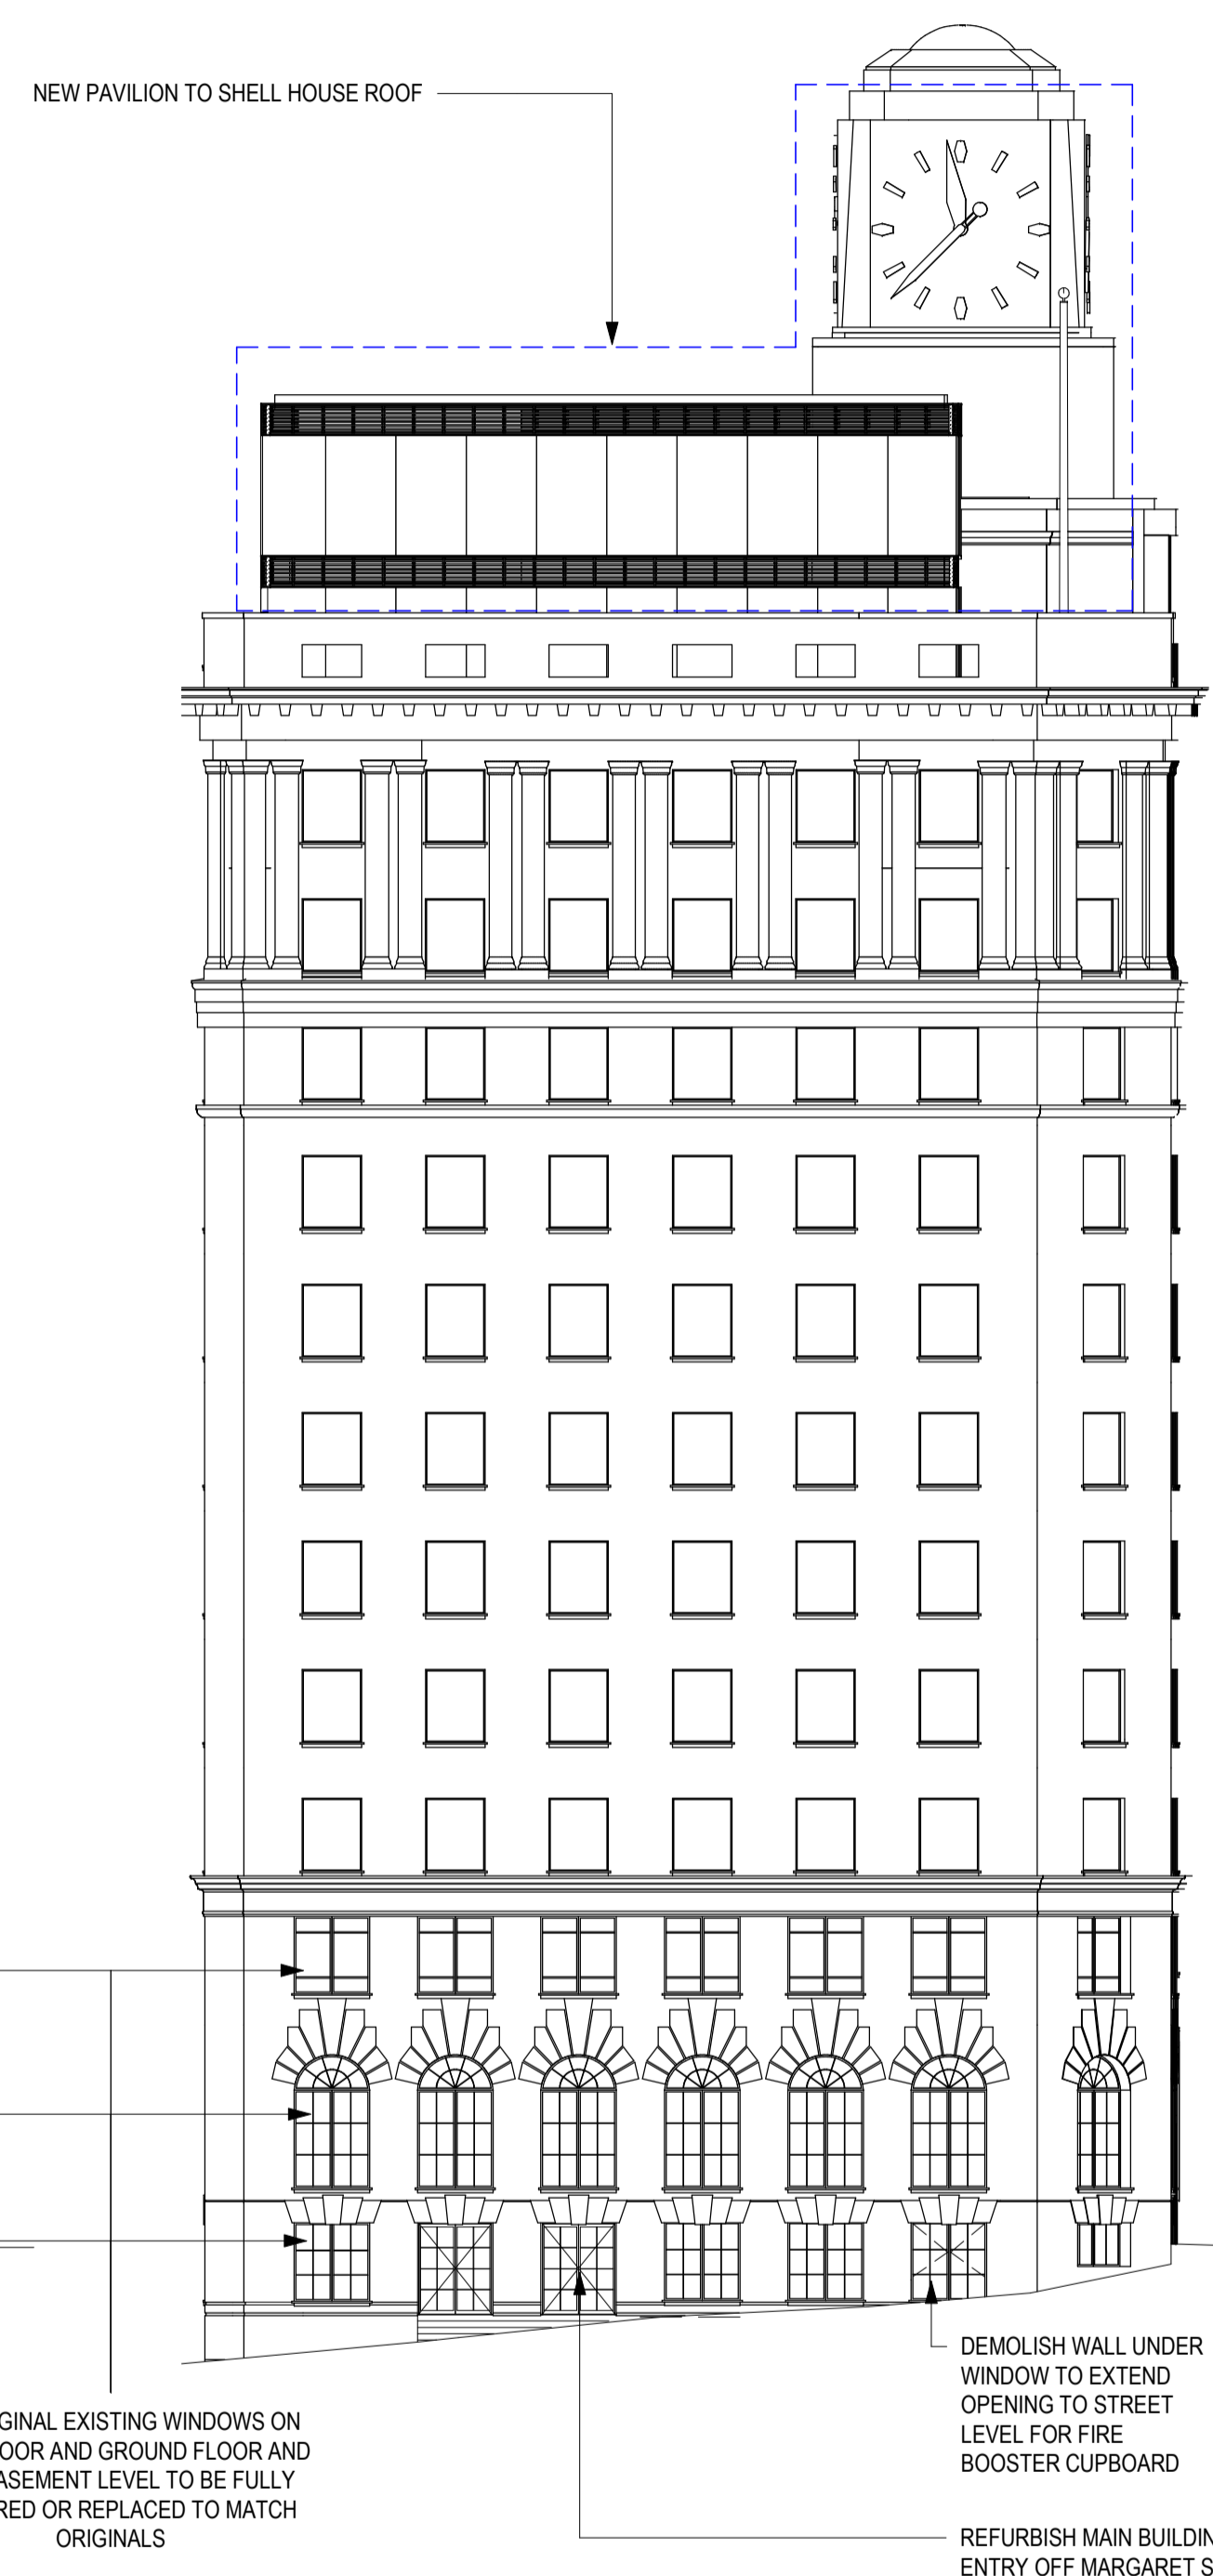 NEW PAVILION TO SHELL HOUSE ROOF
DEMOLISH WALL UNDER
WINDOW TO EXTEND
OPENING TO STREET
LEVEL FOR FIRE
BOOSTER CUPBOARD
GINAL EXISTING WINDOWS ON
OOR AND GROUND FLOOR AND
ASEMENT LEVEL TO BE FULLY
RED OR REPLACED TO MATCH
ORIGINALS
REFURBISH MAIN BUILDIN
ENTRY OFF MARGARET S